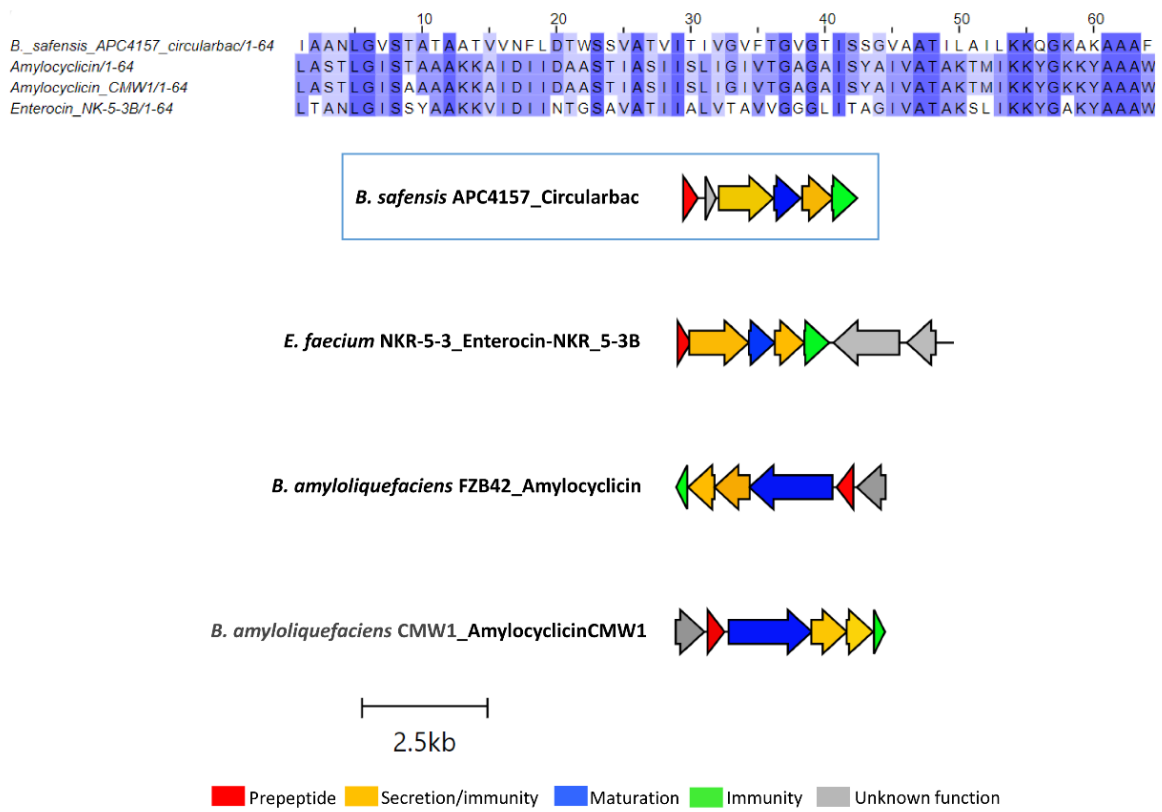 10 20 30 40 50 60
B._safensis_APC4157_circularbac/1-64 IAANLGVSTATAATVVNFLDTWSSVATVITIVGVFTGVGTISSGVAATILAILKKQGKAKAAAF
Amylocyclicin/1-64 LASTLGISTAAAKKAIDIIDAASTIASIISLIGIVTGAGAISYAIVATAKTMIKKYGKKYAAAW
Amylocyclicin_CMW1/1-64 LASTLGISAAAAKKAIDIIDAASTIASIISLIGIVTGAGAISYAIVATAKTMIKKYGKKYAAAW
Enterocin_NK-5-3B/1-64 LTANLGISSYAAKKVIDIINTGSAVATIIALVTAVVGGGLITAGIVATAKSLIKKYGAKYAAAW
B. safensis APC4157_Circularbac
E. faecium NKR-5-3_Enterocin-NKR_5-3B
B. amyloliquefaciens FZB42_Amylocyclicin
B. amyloliquefaciens CMW1_AmylocyclicinCMW1
2.5kb
Prepeptide Secretion/immunity Maturation Immunity Unknown function